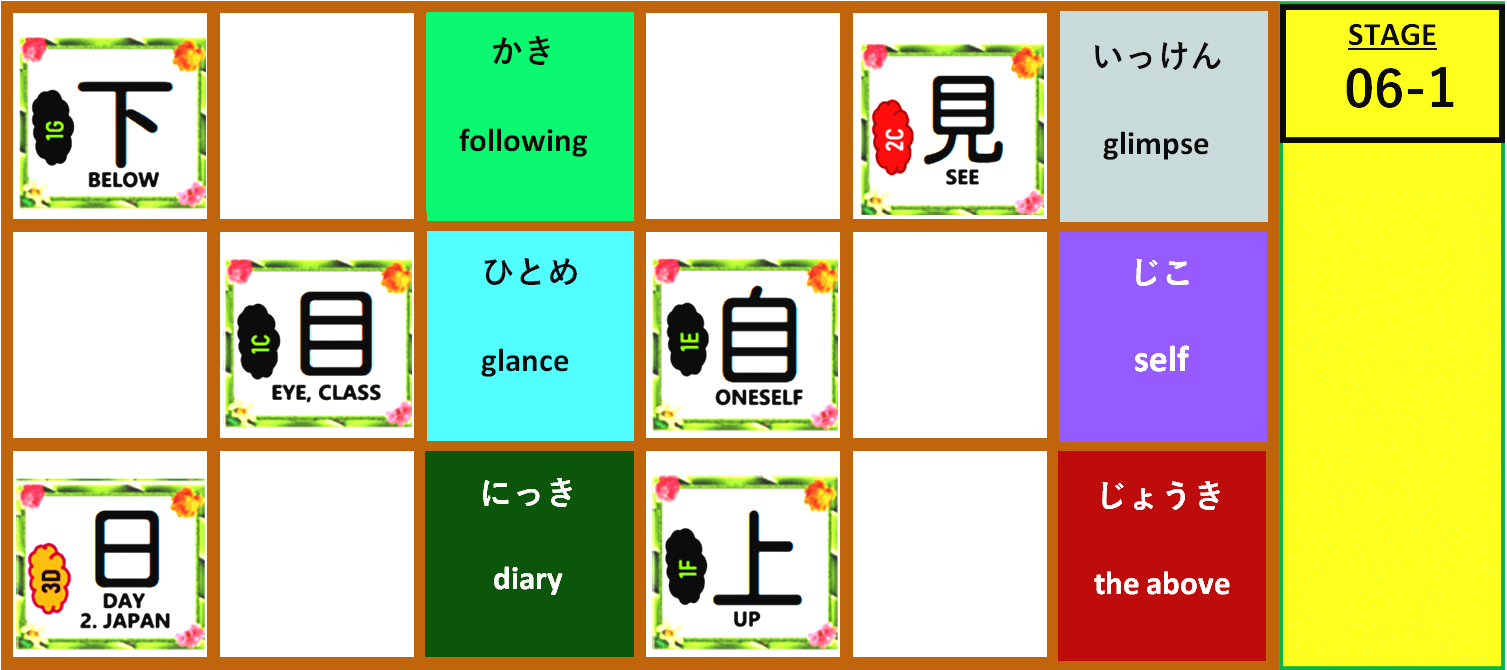 1G
下
BELOW
かき
following
2C
見
SEE
いっけん
glimpse
STAGE
06-1
1C
目
EYE, CLASS
ひとめ
glance
1E
自
ONESELF
じこ
self
3D
日
DAY
2. JAPAN
にっき
diary
1F
上
UP
じょうき
the above